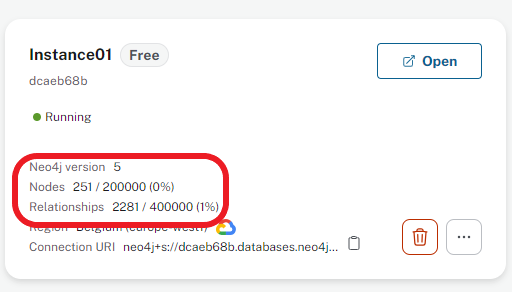 Instance01 Free
Open
dcaeb68b
Running
Neo4j version 5
Nodes 251 / 200000 (0%)
Relationships 2281 / 400000 (1%)
Region Belgium (europe-west1)
Connection URI neo4j+s://dcaeb68b.databases.neo4j...